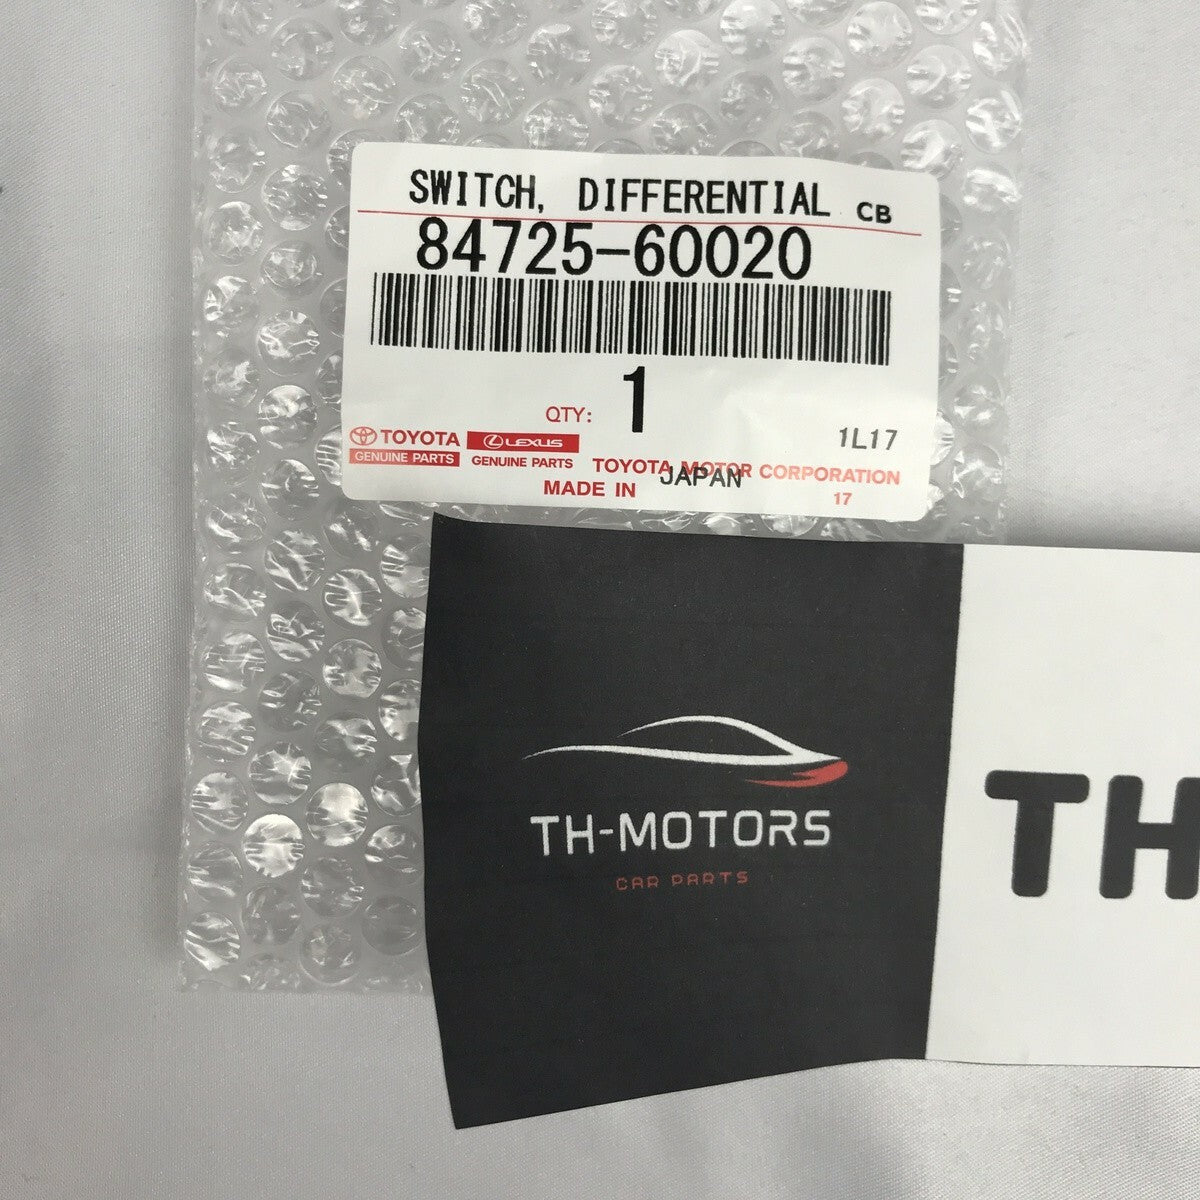 SWITCH, DIFFERENTIAL CB
84725-60020
QTY: 1
1L17
TOYOTA LEXUS
GENUINE PARTS GENUINE PARTS TOYOTA MOTOR CORPORATION
MADE IN JAPAN 17
TH-MOTORS
CAR PARTS
TH